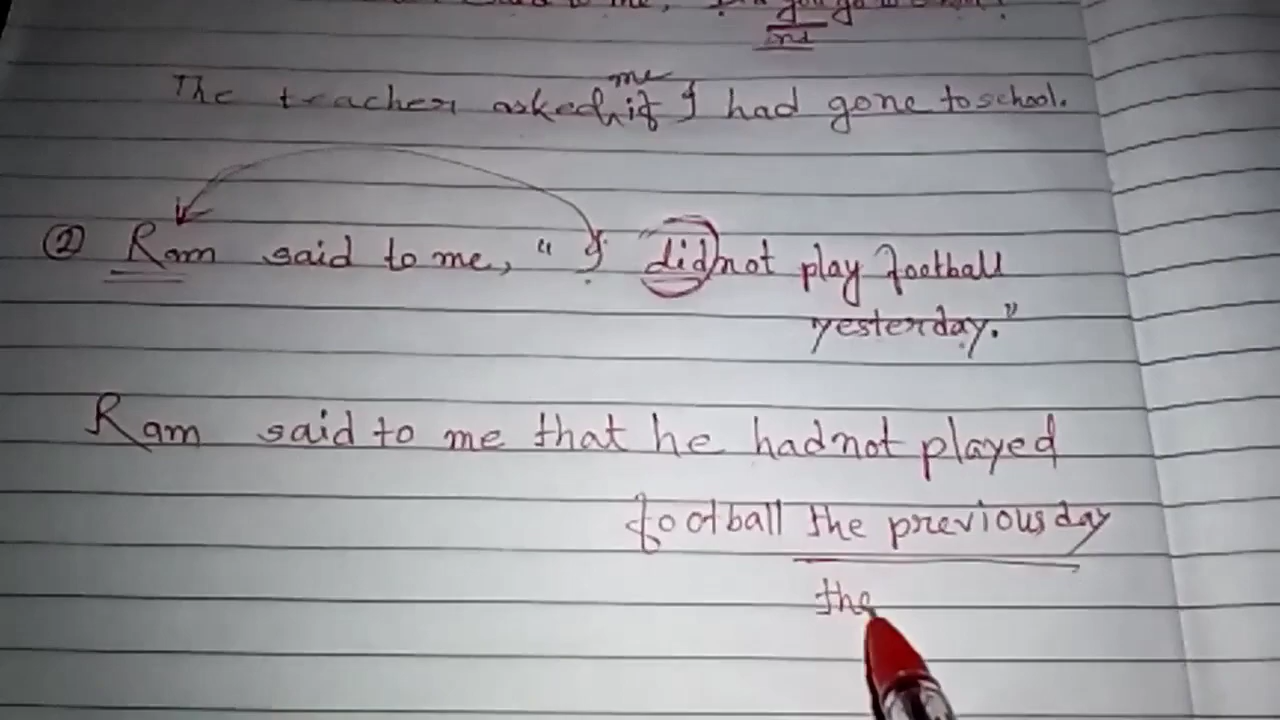 me
The teacher asked if I had gone to school.
② Ram said to me, " I did not play football
yesterday."
Ram said to me that he had not played
football the previous day
the